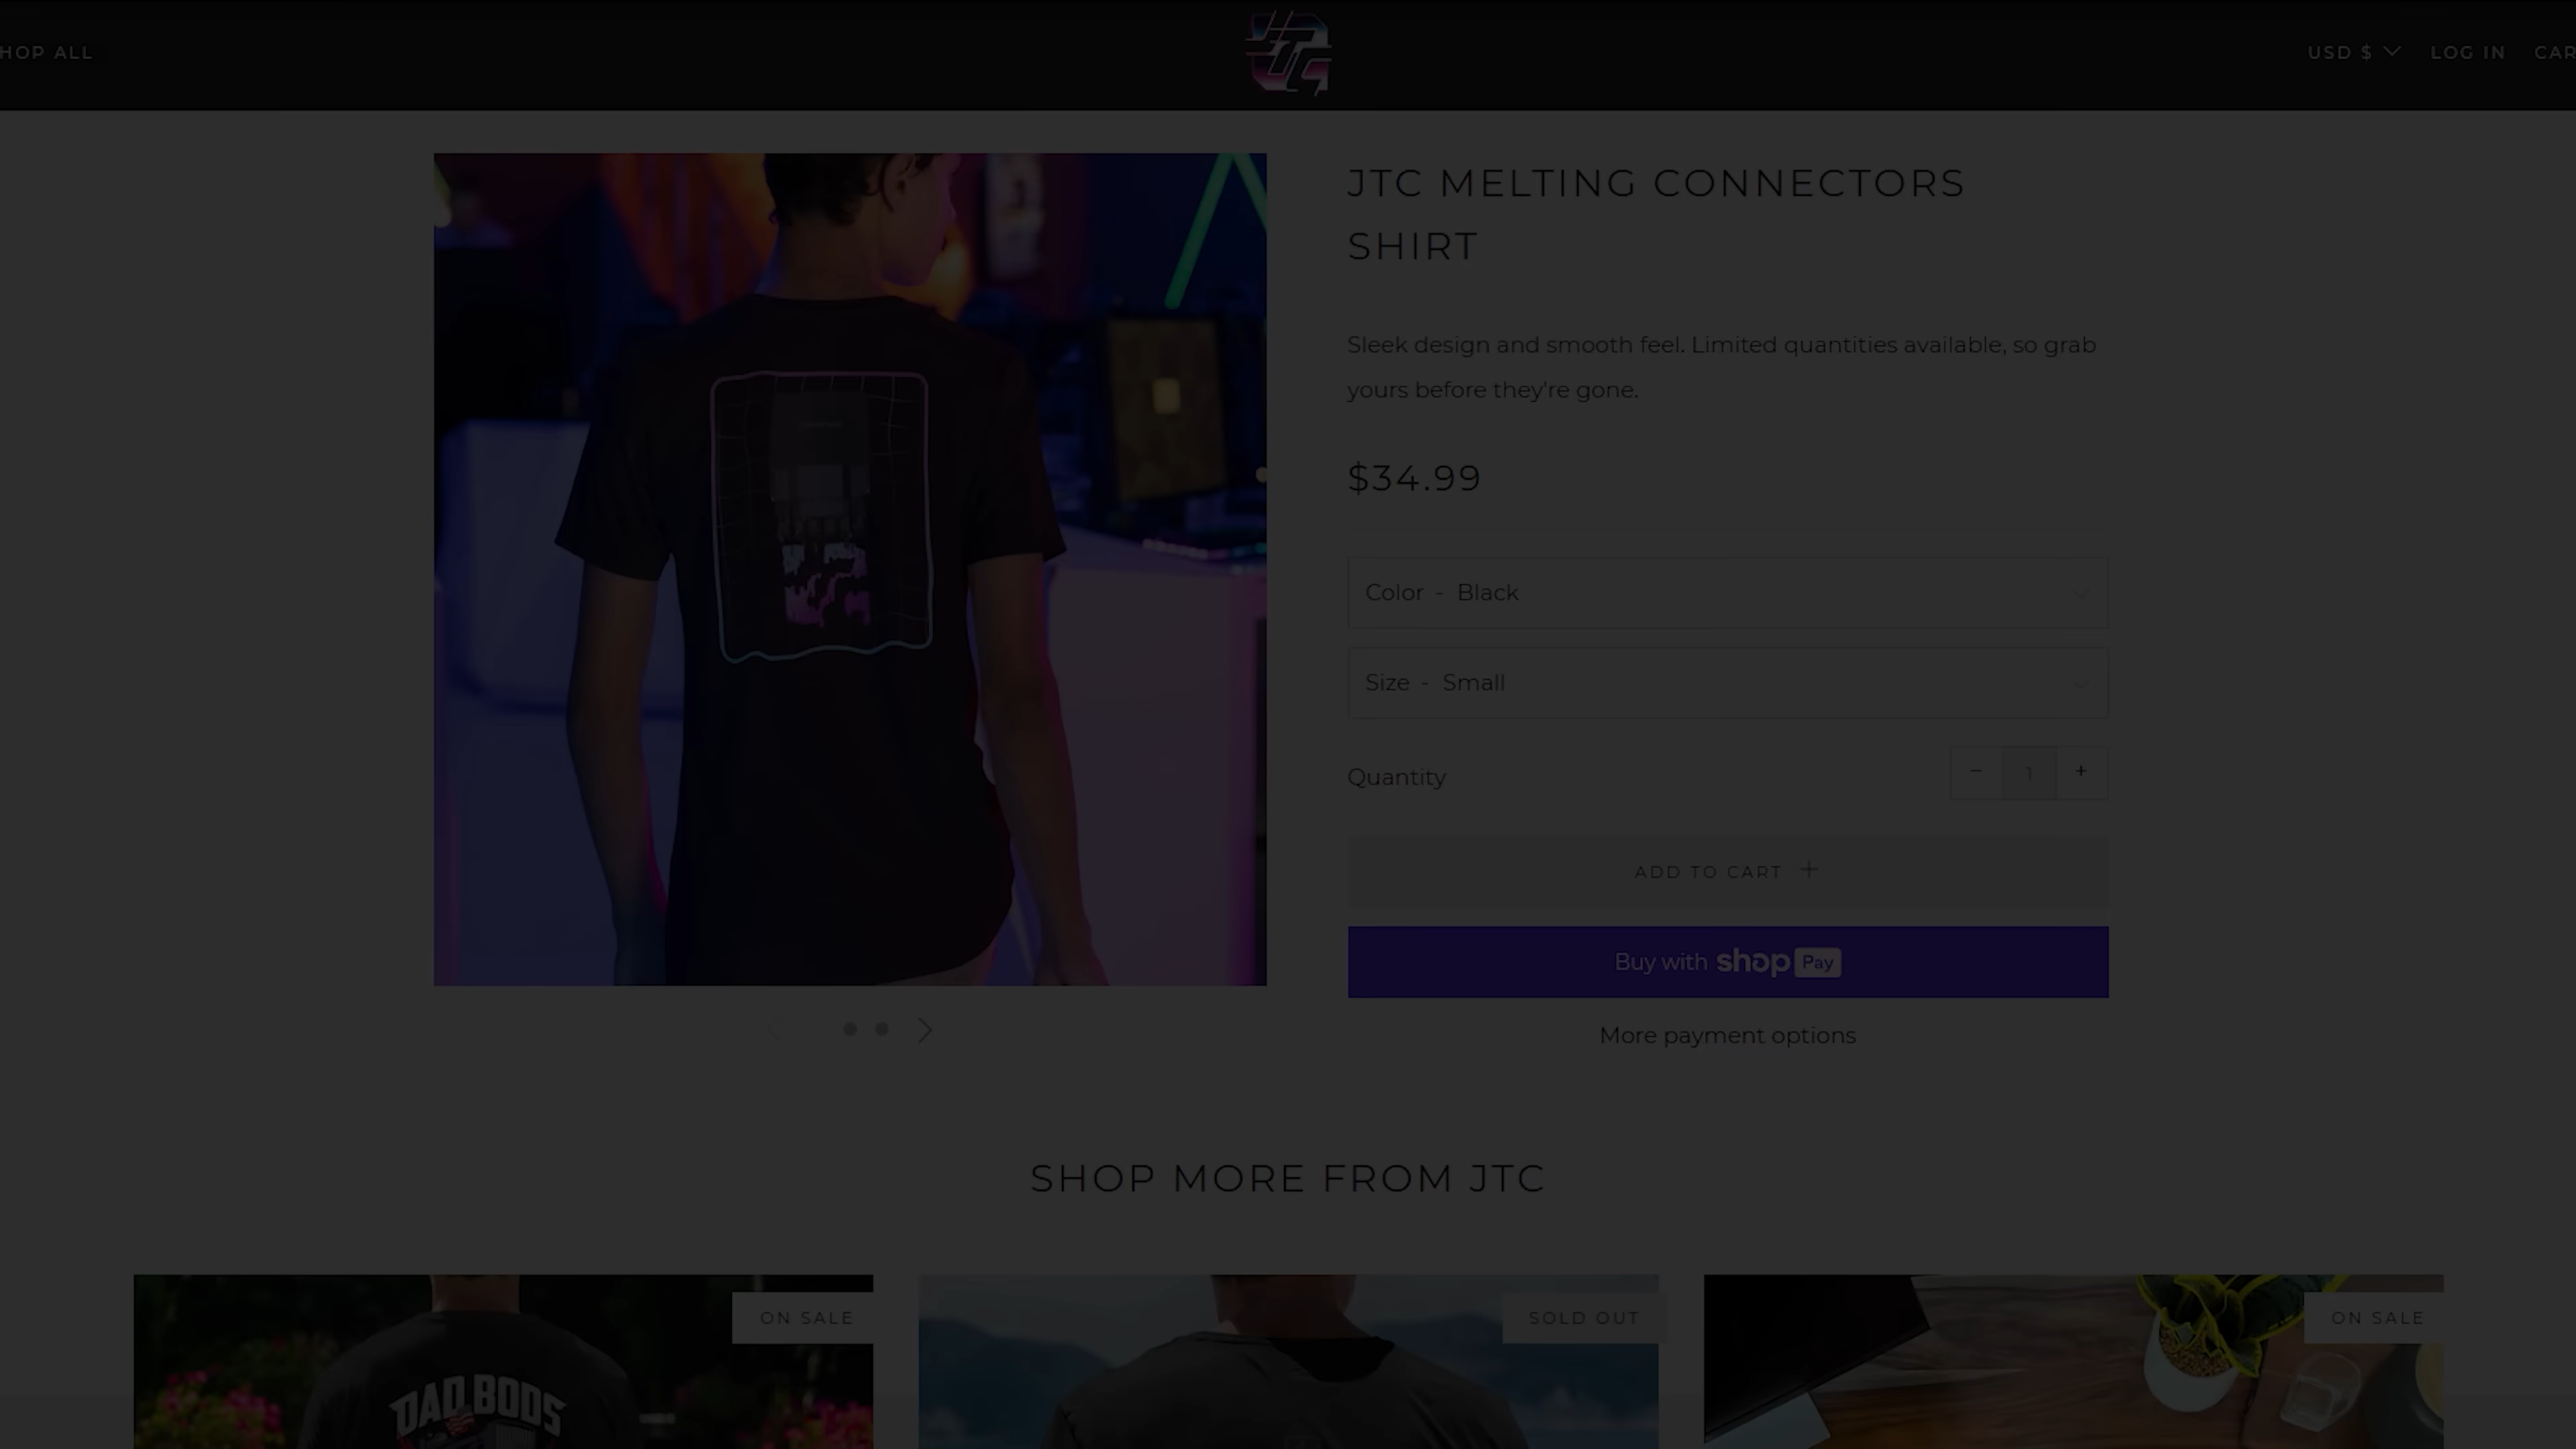 HOP ALL
USD $
LOG IN
CAR
JTC MELTING CONNECTORS
SHIRT
Sleek design and smooth feel. Limited quantities available, so grab
yours before they're gone.
$34.99
Color - Black
Size - Small
Quantity
− 1 +
ADD TO CART +
Buy with shop Pay
More payment options
SHOP MORE FROM JTC
ON SALE
SOLD OUT
ON SALE
DAD BODS